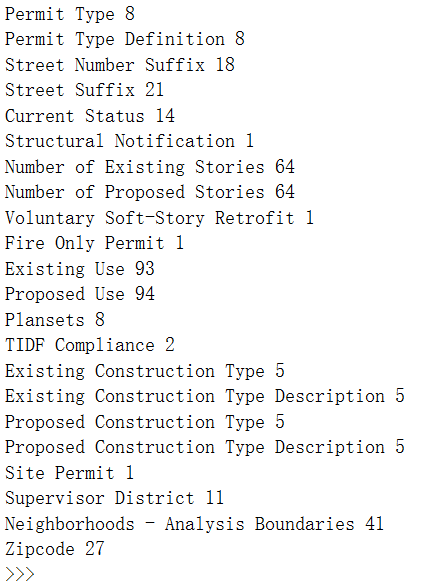 Permit Type 8
Permit Type Definition 8
Street Number Suffix 18
Street Suffix 21
Current Status 14
Structural Notification 1
Number of Existing Stories 64
Number of Proposed Stories 64
Voluntary Soft-Story Retrofit 1
Fire Only Permit 1
Existing Use 93
Proposed Use 94
Plansets 8
TIDF Compliance 2
Existing Construction Type 5
Existing Construction Type Description 5
Proposed Construction Type 5
Proposed Construction Type Description 5
Site Permit 1
Supervisor District 11
Neighborhoods - Analysis Boundaries 41
Zipcode 27
>>>